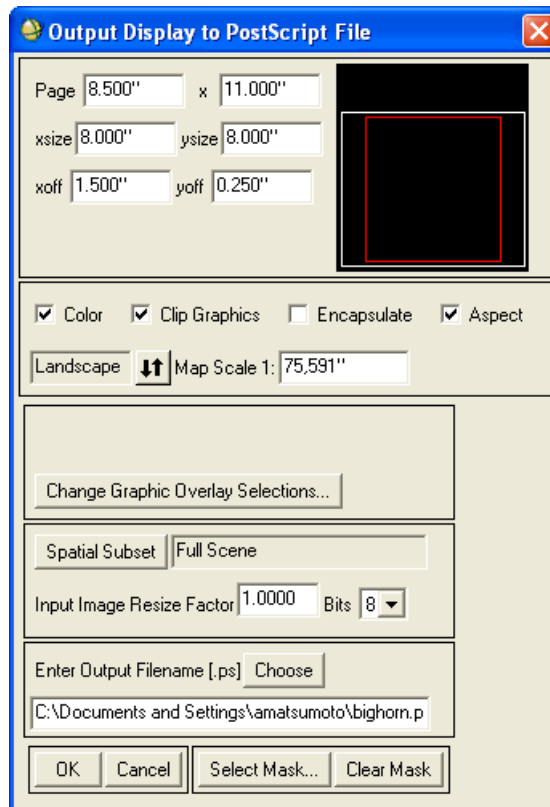 Output Display to PostScript File
Page 8.500" x 11.000"
xsize 8.000" ysize 8.000"
xoff 1.500" yoff 0.250"
Color Clip Graphics Encapsulate Aspect
Landscape Map Scale 1: 75,591"
Change Graphic Overlay Selections...
Spatial Subset Full Scene
Input Image Resize Factor 1.0000 Bits 8
Enter Output Filename [.ps] Choose
C:\Documents and Settings\amatsumoto\bighorn.p
OK Cancel Select Mask... Clear Mask